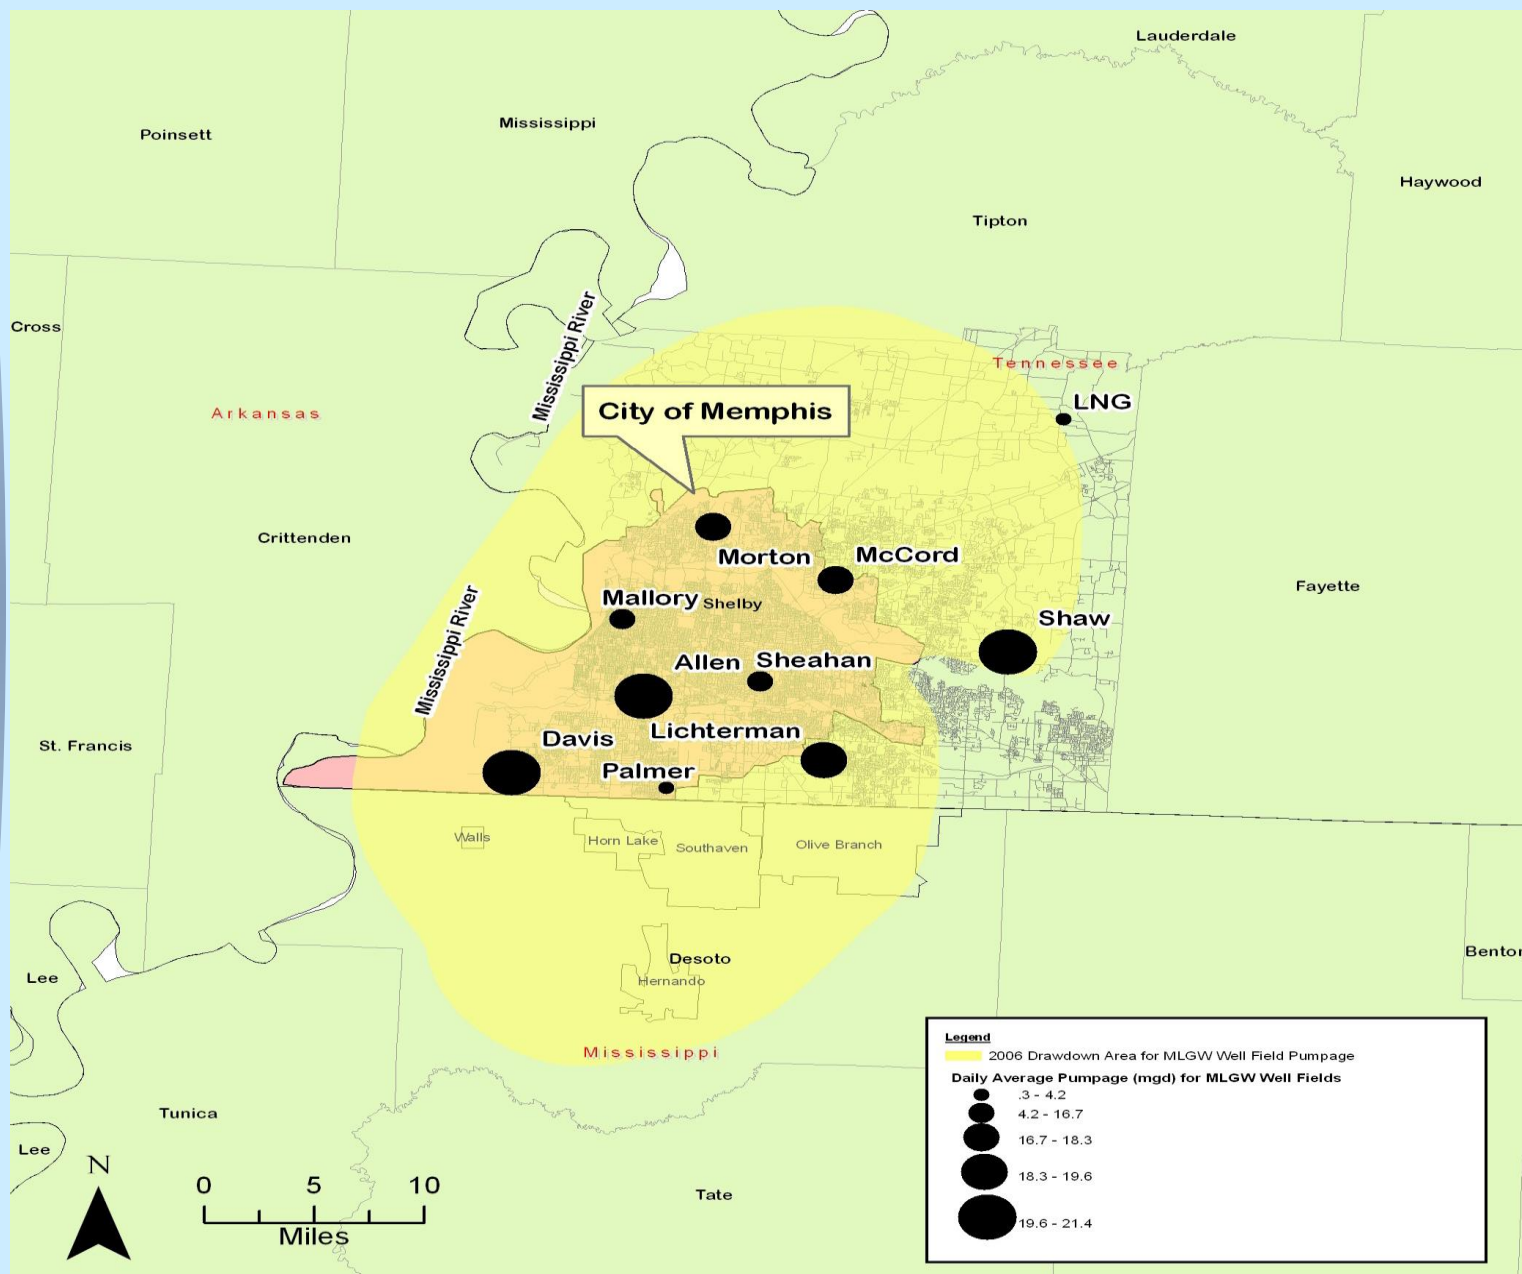 Lauderdale
Poinsett
Mississippi
Haywood
Tipton
Cross
Mississippi River
Tennessee
Arkansas
LNG
City of Memphis
Crittenden
Morton
McCord
Fayette
Mallory
Shelby
Shaw
Mississippi River
Allen
Sheahan
Lichterman
Davis
St. Francis
Palmer
Walls
Horn Lake
Southaven
Olive Branch
Desoto
Hernando
Lee
Benton
Mississippi
Tunica
Lee
Tate
N
0 5 10
Miles
Legend
2006 Drawdown Area for MLGW Well Field Pumpage
Daily Average Pumpage (mgd) for MLGW Well Fields
.3 - 4.2
4.2 - 16.7
16.7 - 18.3
18.3 - 19.6
19.6 - 21.4